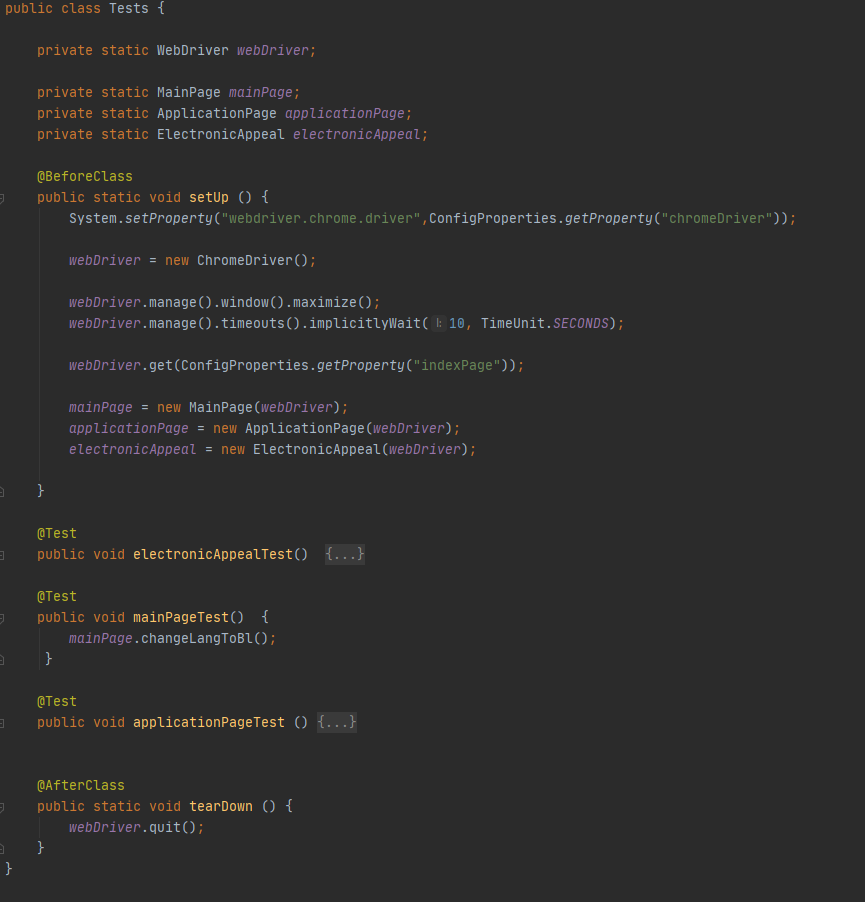 public class Tests {
private static WebDriver webDriver;
private static MainPage mainPage;
private static ApplicationPage applicationPage;
private static ElectronicAppeal electronicAppeal;
@BeforeClass
public static void setUp () {
System.setProperty("webdriver.chrome.driver",ConfigProperties.getProperty("chromeDriver"));
webDriver = new ChromeDriver();
webDriver.manage().window().maximize();
webDriver.manage().timeouts().implicitlyWait( l: 10, TimeUnit.SECONDS);
webDriver.get(ConfigProperties.getProperty("indexPage"));
mainPage = new MainPage(webDriver);
applicationPage = new ApplicationPage(webDriver);
electronicAppeal = new ElectronicAppeal(webDriver);
}
@Test
public void electronicAppealTest() {...}
@Test
public void mainPageTest() {
mainPage.changeLangToBl();
}
@Test
public void applicationPageTest () {...}
@AfterClass
public static void tearDown () {
webDriver.quit();
}
}